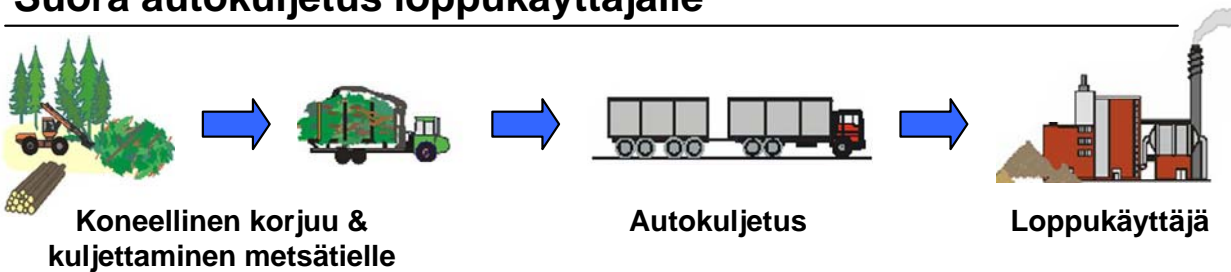 Suora autokuljetus loppukäyttäjälle
Koneellinen korjuu &
kuljettaminen metsätielle
Autokuljetus
Loppukäyttäjä